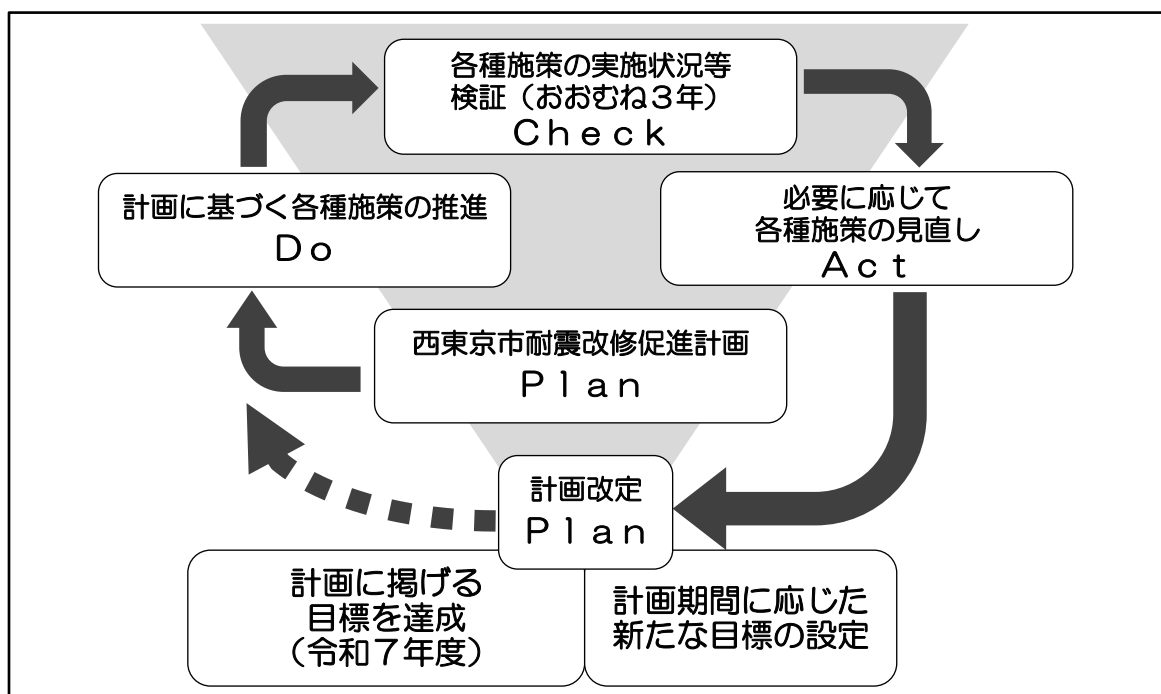 各種施策の実施状況等
検証（おおむね３年）
Ｃｈｅｃｋ
計画に基づく各種施策の推進
Ｄｏ
必要に応じて
各種施策の見直し
Ａｃｔ
西東京市耐震改修促進計画
Ｐｌａｎ
計画改定
Ｐｌａｎ
計画に掲げる
目標を達成
（令和７年度）
計画期間に応じた
新たな目標の設定